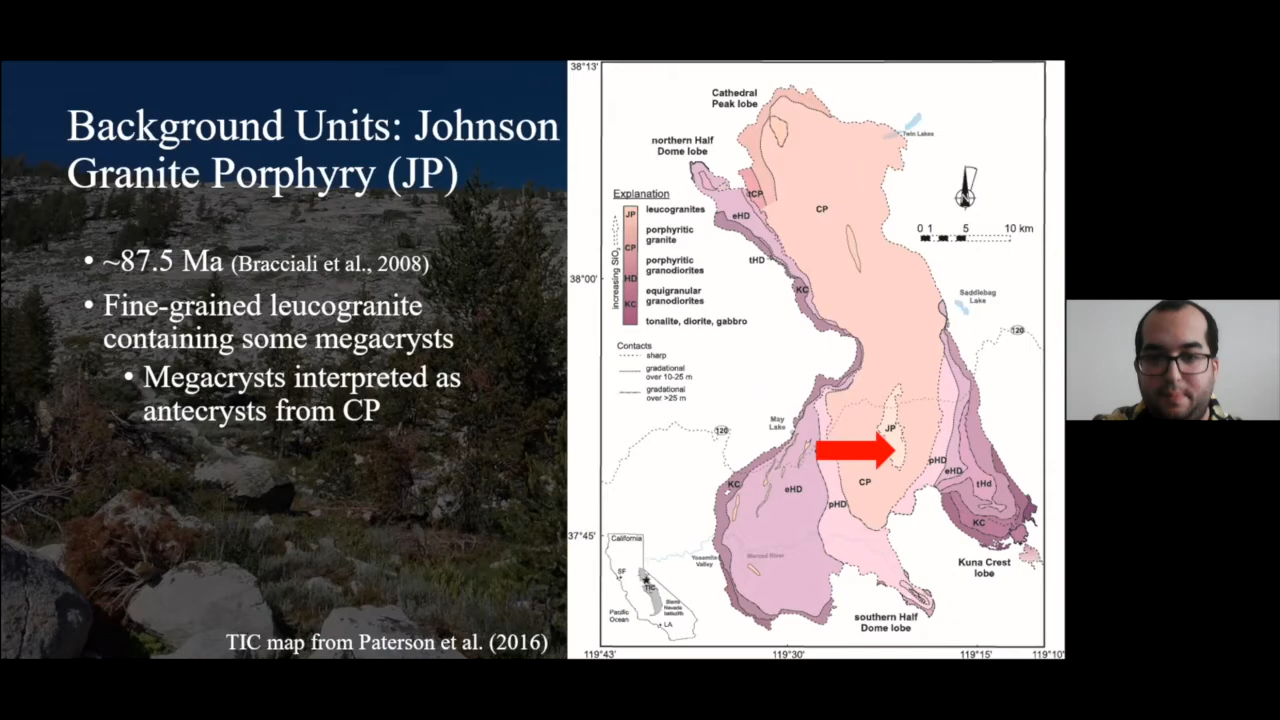 Background Units: Johnson
Granite Porphyry (JP)
• ~87.5 Ma (Bracciali et al., 2008)
• Fine-grained leucogranite
containing some megacrysts
• Megacrysts interpreted as
antecrysts from CP
TIC map from Paterson et al. (2016)
38°13'
38°00'
37°45'
119°43'
119°30'
119°15'
119°10'
Cathedral
Peak lobe
northern Half
Dome lobe
Twin Lakes
Explanation
increasing SiO2
JP
CP
HD
KC
leucogranites
porphyritic
granite
porphyritic
granodiorites
equigranular
granodiorites
tonalite, diorite, gabbro
Contacts
sharp
gradational
over 10-25 m
gradational
over >25 m
tCP
CP
eHD
tHD
KC
0 1 5 10 km
Saddlebag
Lake
120
May
Lake
120
JP
pHD
eHD
tHd
KC
CP
KC
eHD
pHD
Yosemite
Valley
Merced River
Kuna Crest
lobe
southern Half
Dome lobe
California
SF
TIC
Sierra
Nevada
batholith
Pacific
Ocean
LA